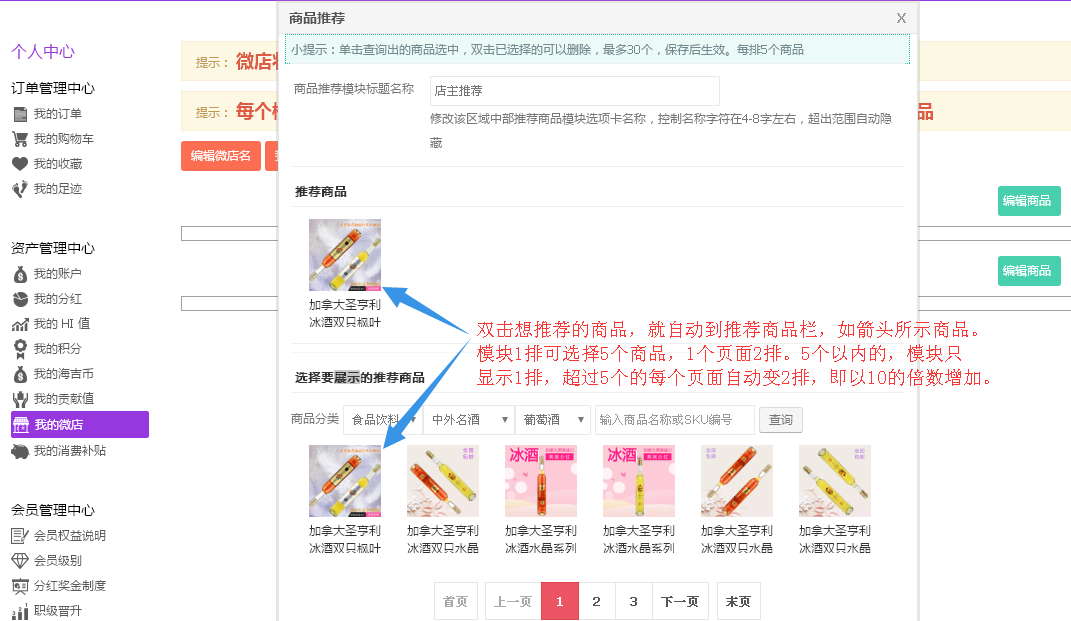 个人中心
订单管理中心
我的订单
我的购物车
我的收藏
我的足迹
资产管理中心
我的账户
我的分红
我的 HI 值
我的积分
我的海吉币
我的贡献值
我的微店
我的消费补贴
会员管理中心
会员权益说明
会员级别
分红奖金制度
职级晋升
提示： 微店
提示： 每个
品
编辑微店名
编辑商品
编辑商品
商品推荐
X
小提示：单击查询出的商品选中，双击已选择的可以删除，最多30个，保存后生效。每排5个商品
商品推荐模块标题名称
店主推荐
修改该区域中部推荐商品模块选项卡名称，控制名称字符在4-8字左右，超出范围自动隐
藏
推荐商品
加拿大圣亨利
冰酒双只枫叶
双击想推荐的商品，就自动到推荐商品栏，如箭头所示商品。
模块1排可选择5个商品，1个页面2排。5个以内的，模块只
显示1排，超过5个的每个页面自动变2排，即以10的倍数增加。
选择要展示的推荐商品
商品分类 食品饮料 中外名酒 葡萄酒 输入商品名称或SKU编号 查询
冰酒
冰酒
加拿大圣亨利 加拿大圣亨利 加拿大圣亨利 加拿大圣亨利 加拿大圣亨利 加拿大圣亨利
冰酒双只枫叶 冰酒双只水晶 冰酒水晶系列 冰酒水晶系列 冰酒双只水晶 冰酒双只水晶
首页 上一页 1 2 3 下一页 末页